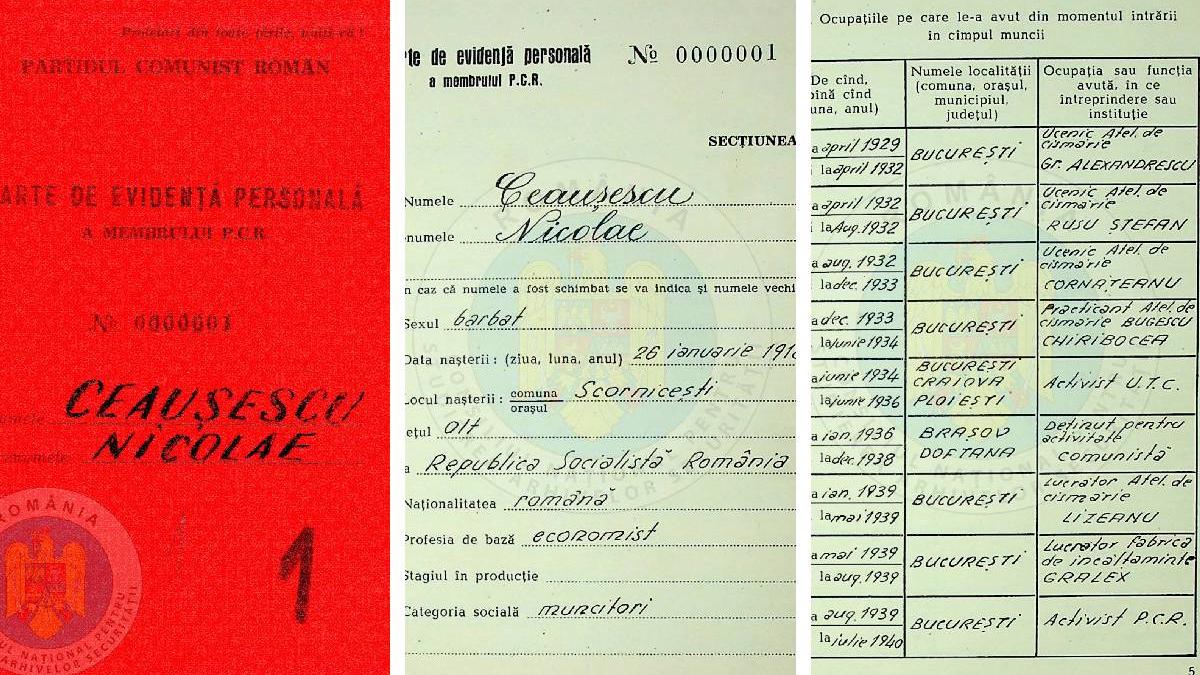 Proletari din toate țările, uniți-vă !
PARTIDUL COMUNIST ROMÂN
ARTE DE EVIDENȚĂ PERSONALĂ
A MEMBRULUI P.C.R.
№ 0000001
CEAUȘESCU
NICOLAE
1
ROMÂNIA
te de evidență personală № 0000001
a membrului P.C.R.
SECȚIUNEA
Numele Ceaușescu
numele Nicolae
n caz că numele a fost schimbat se va indica și numele vechi
Sexul barbat
Data nașterii : (ziua, luna, anul) 26 ianuarie 1918
Locul nașterii : comuna Scornicești
orașul
ețul Olt
a Republica Socialistă România
Naționalitatea română
Profesia de bază economist
Stagiul în producție
Categoria socială muncitori
Ocupațiile pe care le-a avut din momentul intrării
în cîmpul muncii
De cînd,
pină cînd
una, anul)
Numele localității
(comuna, orașul,
municipiul,
județul)
Ocupația sau funcția
avută, în ce
întreprindere sau
instituție
a april 1929
la april 1932
BUCUREȘTI
Ucenic Atel. de
cismărie
Gr. ALEXANDRESCU
a april 1932
la Aug. 1932
BUCUREȘTI
Ucenic Atel. de
cismărie
RUSU STEFAN
a aug. 1932
la dec. 1933
BUCUREȘTI
Ucenic Atel. de
cismărie
CORNĂȚEANU
a dec. 1933
la junie 1934
BUCUREȘTI
Practicant Atel. de
cismărie BUGESCU
CHIRIBOCEA
a iunie 1934
la iunie 1936
BUCUREȘTI
CRAIOVA
PLOIEȘTI
Activist U.T.C.
a ian. 1936
la dec. 1938
BRAȘOV
DOFTANA
Deținut pentru
activitate
comunistă
a ian. 1939
la mai 1939
BUCUREȘTI
Lucrator Atel. de
cismărie
LIZEANU
a mai 1939
la aug. 1939
BUCUREȘTI
Lucrator fabrica
de încălțaminte
GRALEX
a aug. 1939
la iulie 1940
BUCUREȘTI
Activist P.C.R.
5